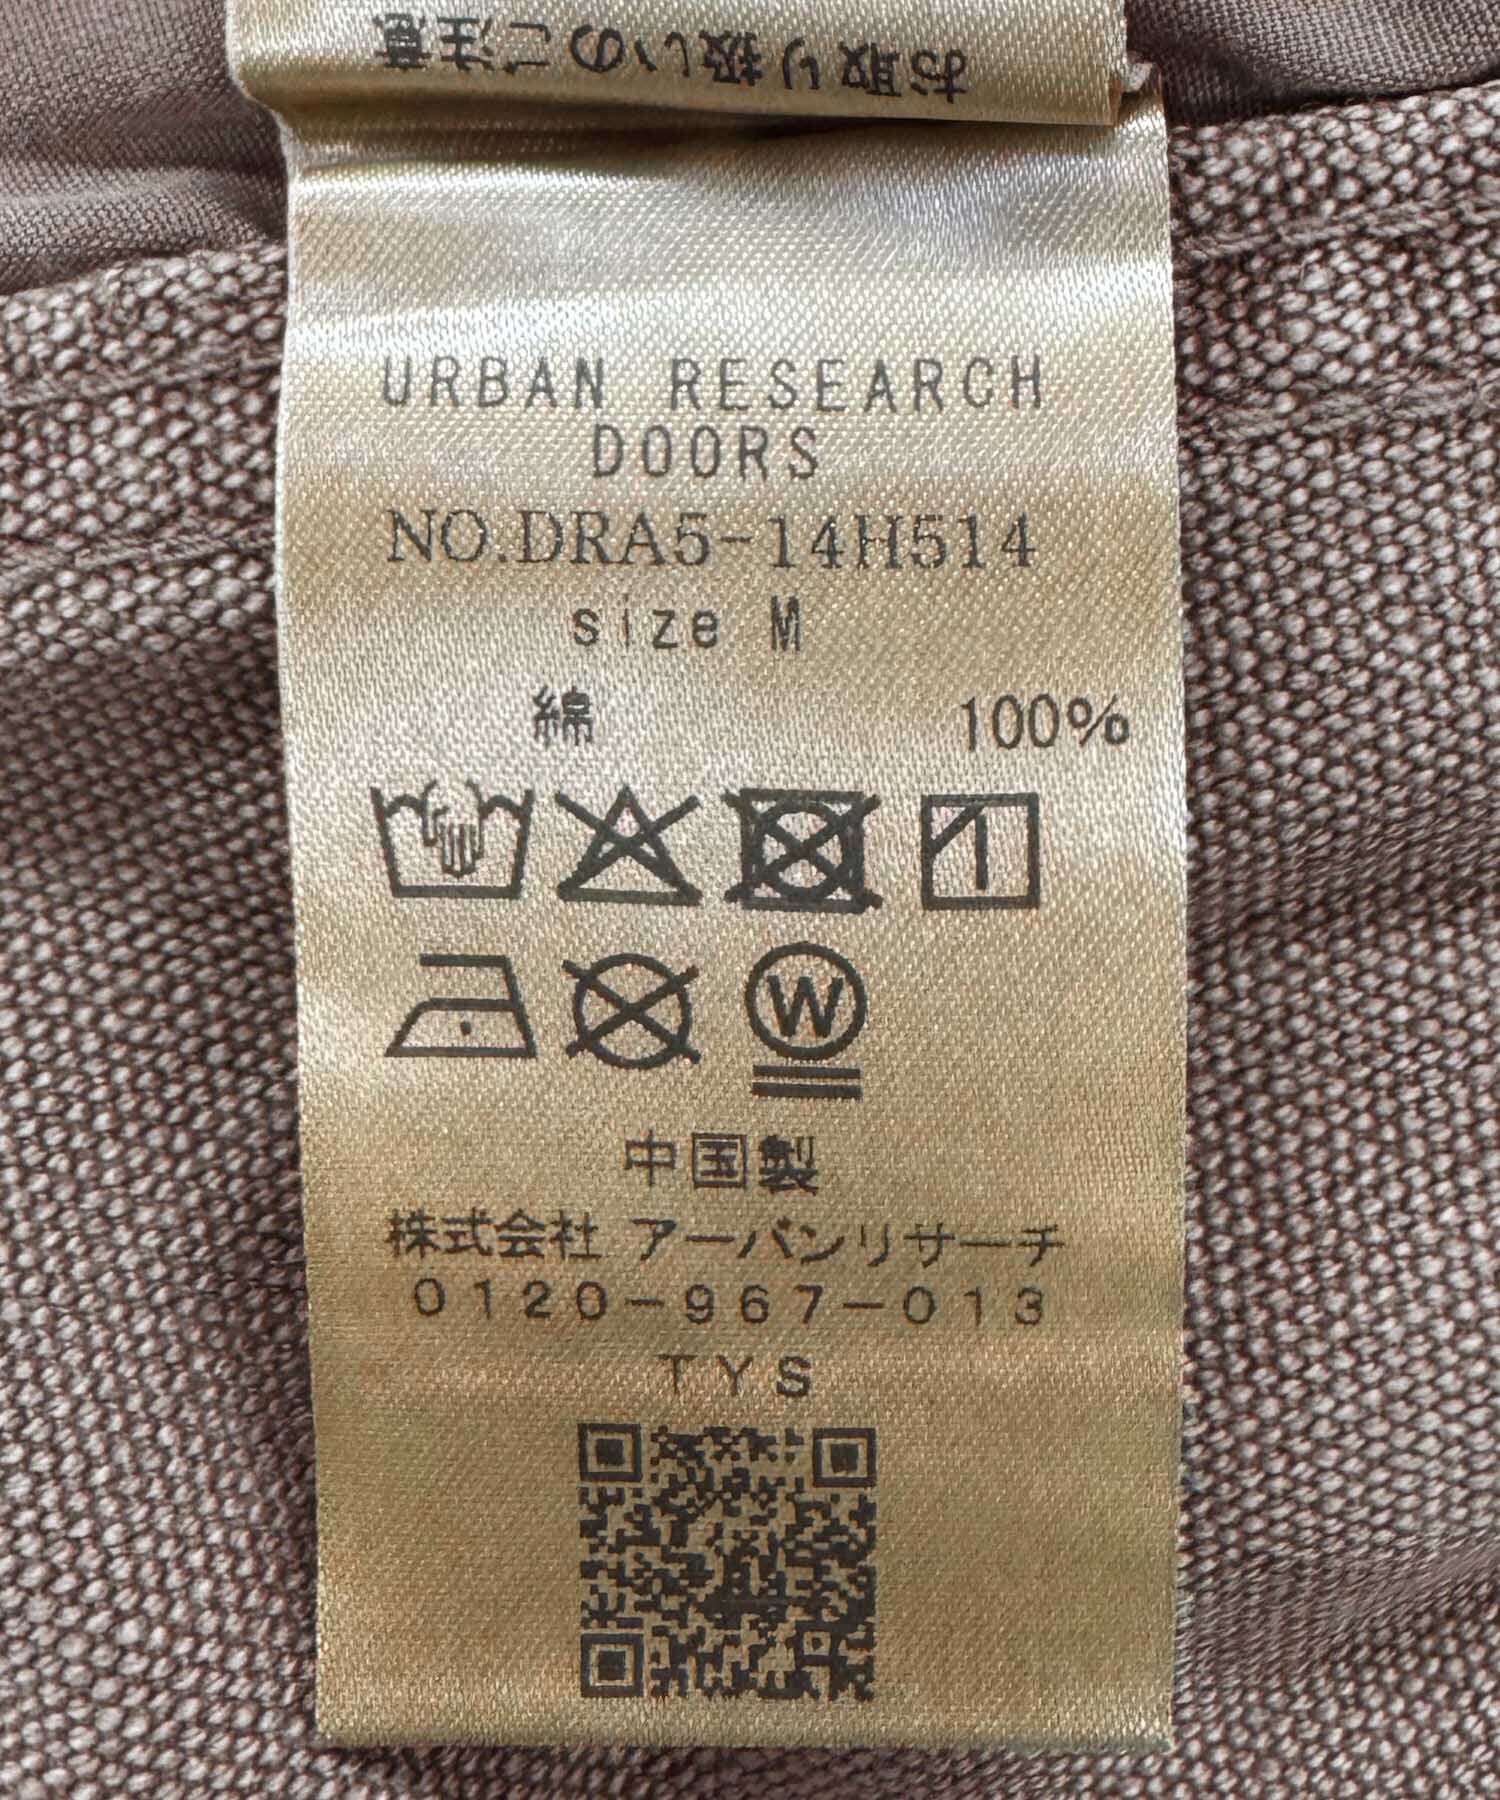 お取り扱いのご注意
URBAN RESEARCH
DOORS
NO.DRA5-14H514
size M
綿 100%
W
中国製
株式会社 アーバンリサーチ
0120-967-013
TYS